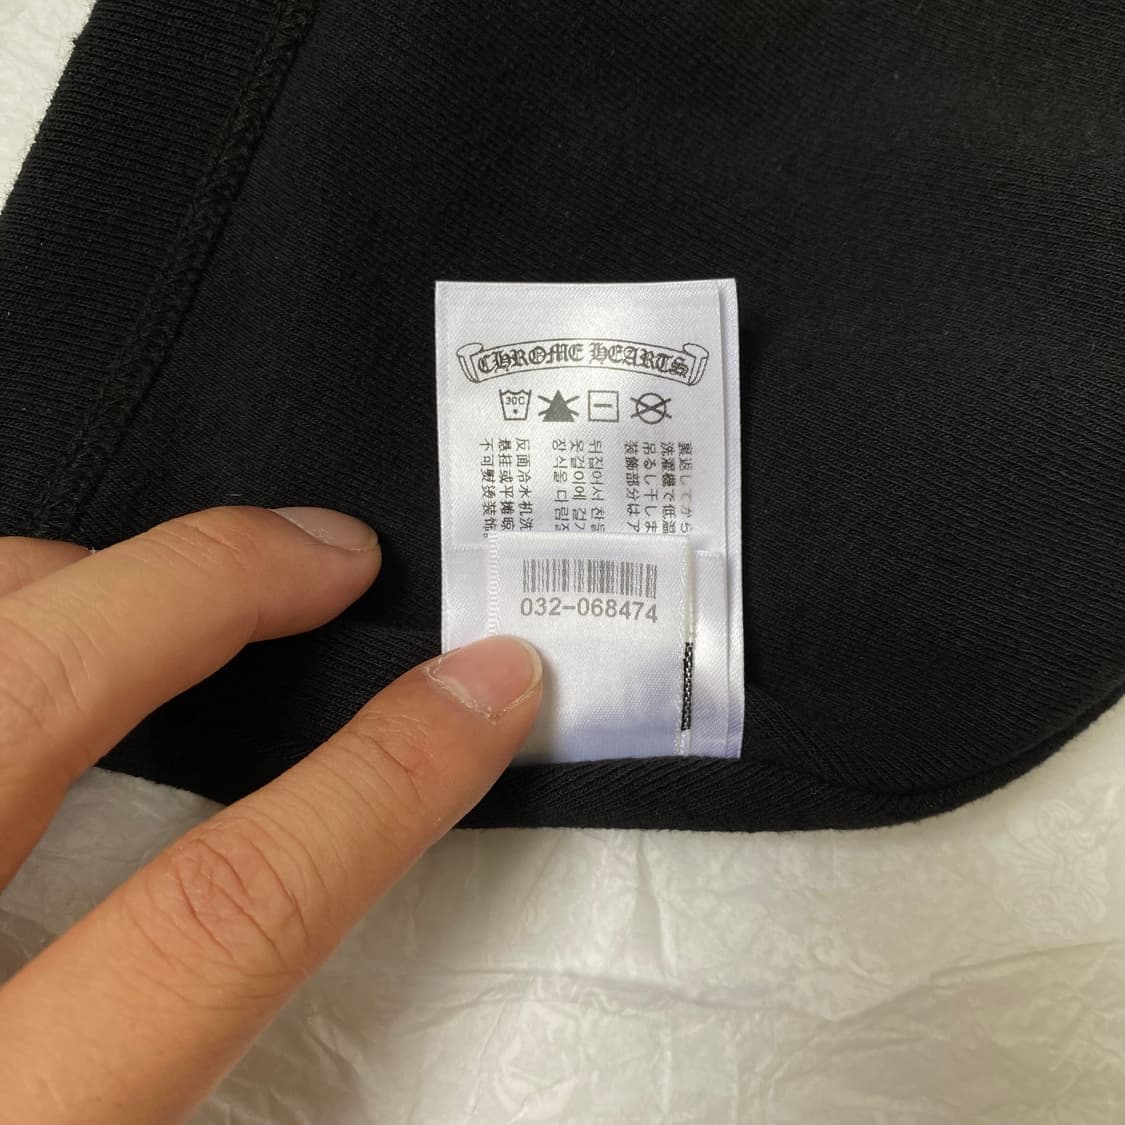 CHROME HEARTS
30C
裏返してから
洗濯機で低温
吊るし干しま
装飾部分はア
뒤집어서 찬
옷걸이에 걸
장식을 다림
反面冷水机洗
悬挂或平摊晾
不可熨烫装饰。
032-068474